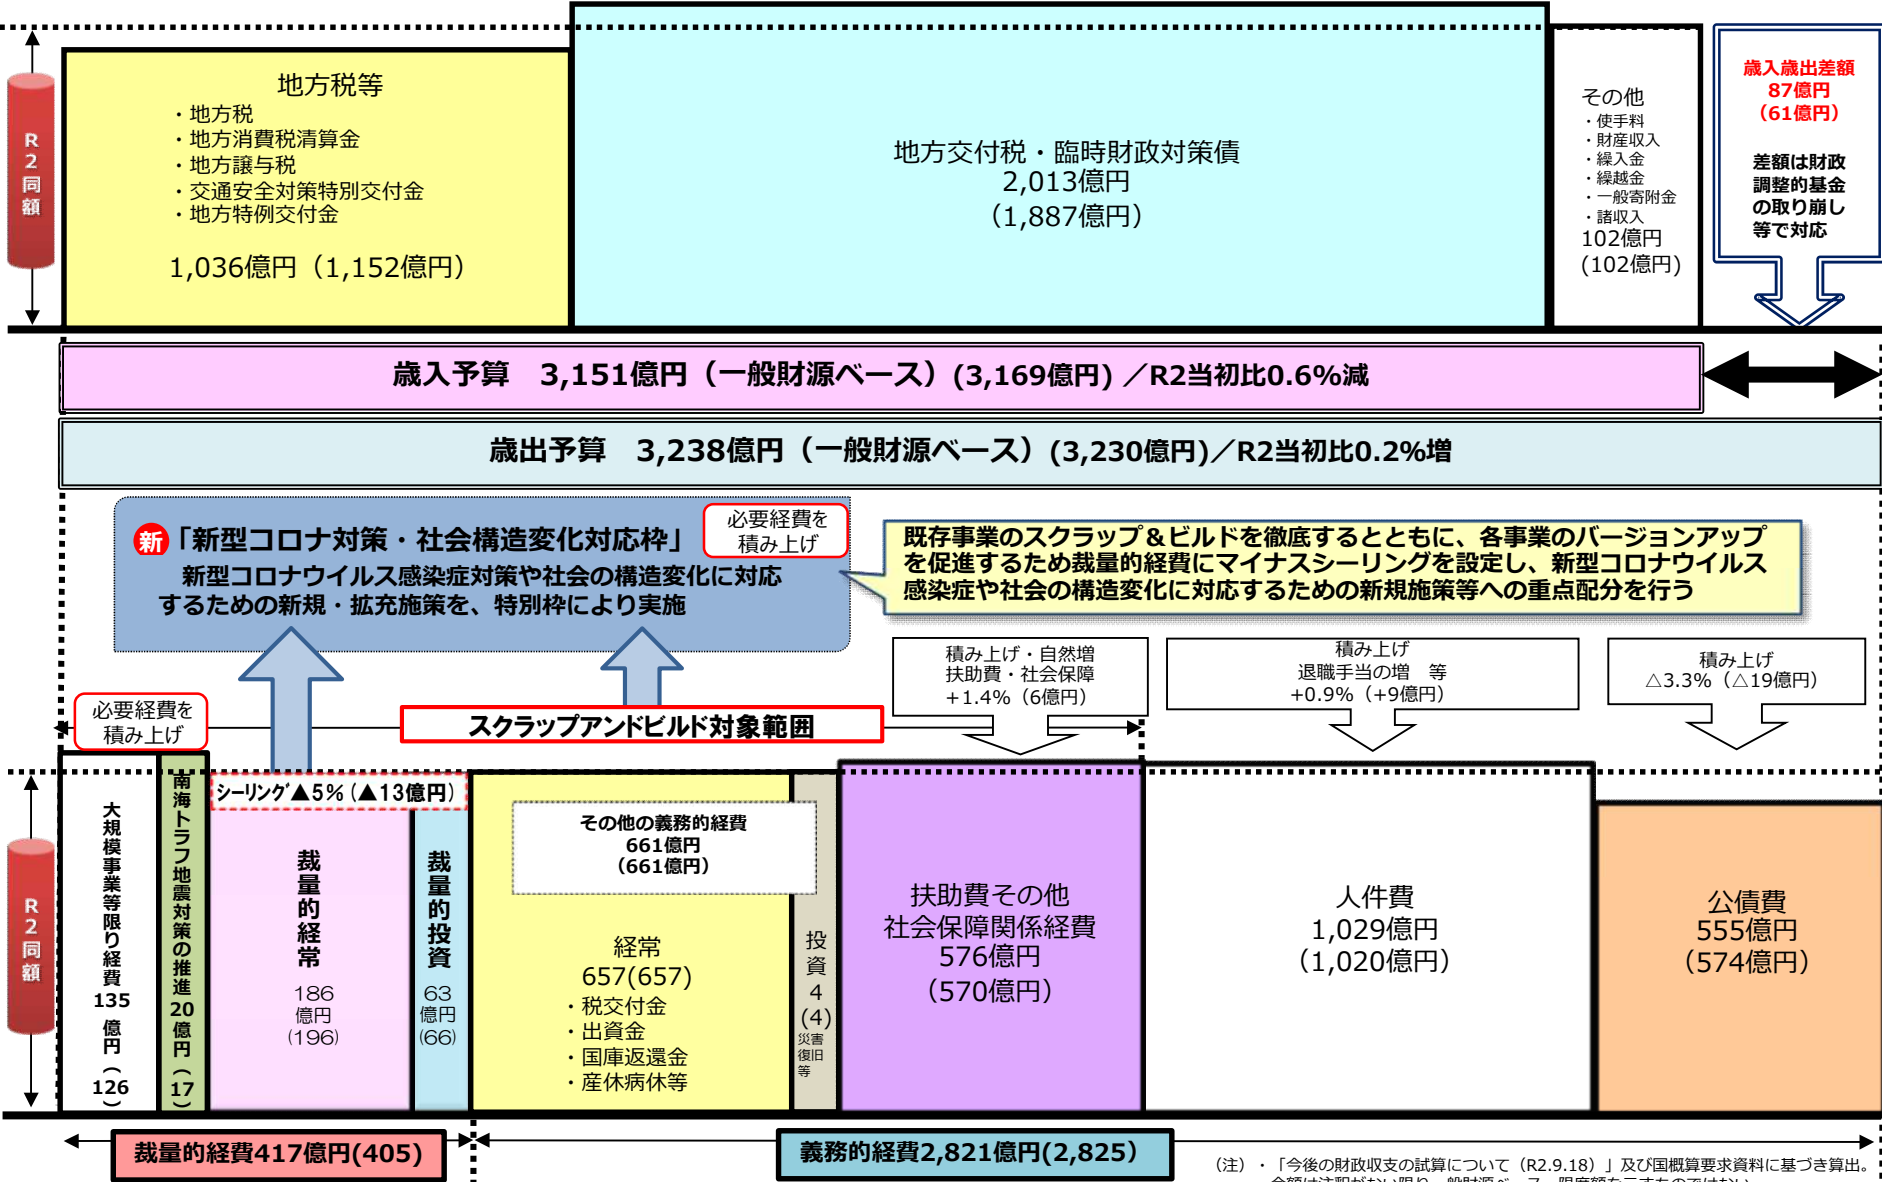 R2同額
地方税等
・地方税
・地方消費税清算金
・地方譲与税
・交通安全対策特別交付金
・地方特例交付金
1,036億円（1,152億円）
地方交付税・臨時財政対策債
2,013億円
（1,887億円）
その他
・使手料
・財産収入
・繰入金
・繰越金
・一般寄附金
・諸収入
102億円
(102億円)
歳入歳出差額
87億円
（61億円）
差額は財政
調整的基金
の取り崩し
等で対応
歳入予算　3,151億円（一般財源ベース）(3,169億円) ／R2当初比0.6%減
歳出予算　3,238億円（一般財源ベース）(3,230億円)／R2当初比0.2%増
新「新型コロナ対策・社会構造変化対応枠」
必要経費を
積み上げ
新型コロナウイルス感染症対策や社会の構造変化に対応
するための新規・拡充施策を、特別枠により実施
既存事業のスクラップ＆ビルドを徹底するとともに、各事業のバージョンアップ
を促進するため裁量的経費にマイナスシーリングを設定し、新型コロナウイルス
感染症や社会の構造変化に対応するための新規施策等への重点配分を行う
積み上げ・自然増
扶助費・社会保障
+1.4%（6億円）
積み上げ
退職手当の増　等
+0.9%（+9億円）
積み上げ
△3.3%（△19億円）
必要経費を
積み上げ
スクラップアンドビルド対象範囲
R2同額
大規模事業等限り経費135億円（126）
南海トラフ地震対策の推進20億円（17）
シーリング▲5%(▲13億円)
裁量的経常
186
億円
(196)
裁量的投資
63
億円
(66)
その他の義務的経費
661億円
（661億円）
経常
657(657)
・税交付金
・出資金
・国庫返還金
・産休病休等
投資
4
(4)
災害
復旧
等
扶助費その他
社会保障関係経費
576億円
（570億円）
人件費
1,029億円
（1,020億円）
公債費
555億円
（574億円）
裁量的経費417億円(405)
義務的経費2,821億円(2,825）
（注）・「今後の財政収支の試算について（R2.9.18）」及び国概算要求資料に基づき算出。